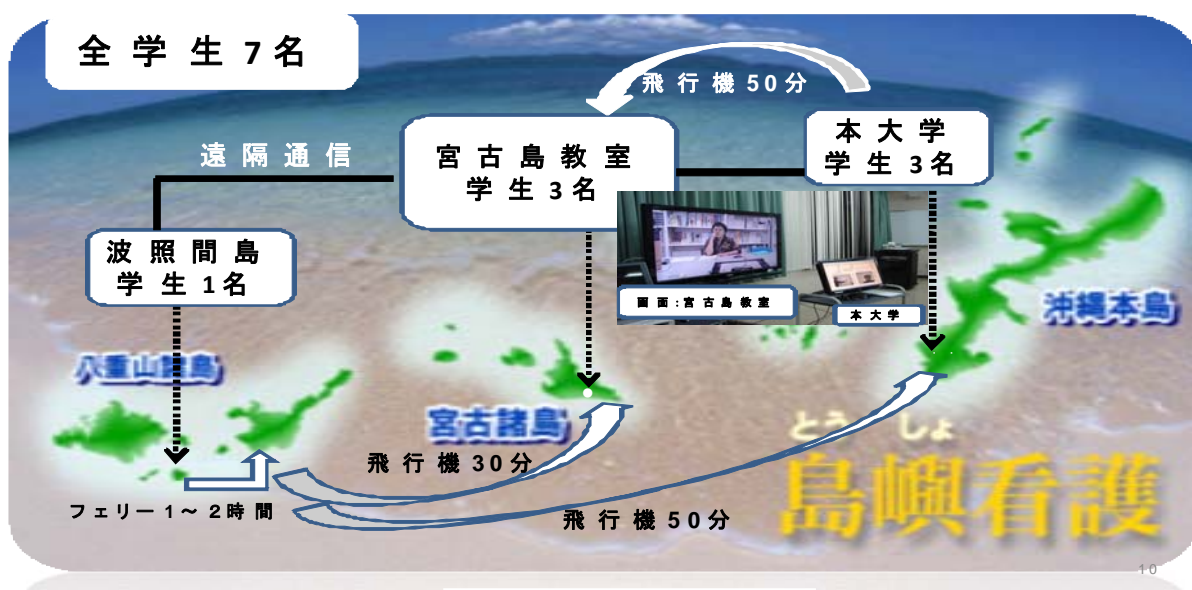 全学生7名
飛行機50分
本大学
学生3名
宮古島教室
学生3名
遠隔通信
波照間島
学生1名
画面:宮古島教室
本大学
沖縄本島
八重山諸島
宮古諸島
飛行機30分
フェリー1～2時間
飛行機50分
とうしょ
島嶼看護
10